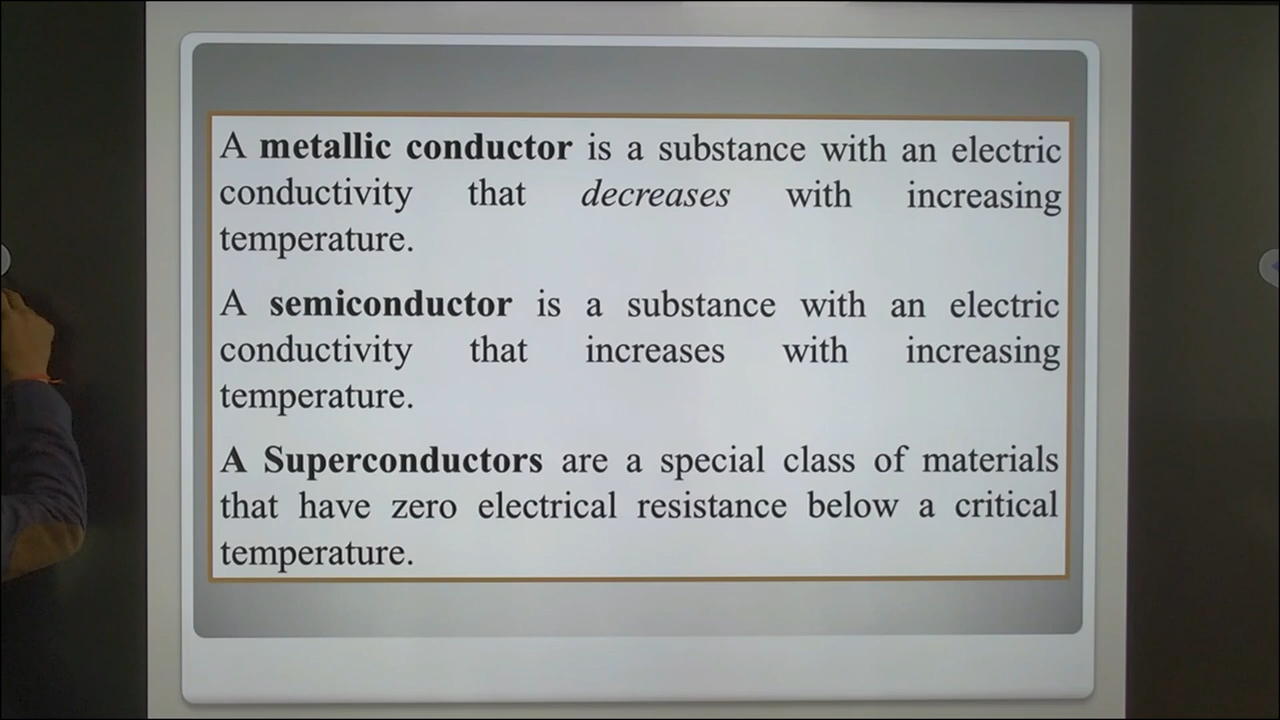 A metallic conductor is a substance with an electric
conductivity that decreases with increasing
temperature.
A semiconductor is a substance with an electric
conductivity that increases with increasing
temperature.
A Superconductors are a special class of materials
that have zero electrical resistance below a critical
temperature.